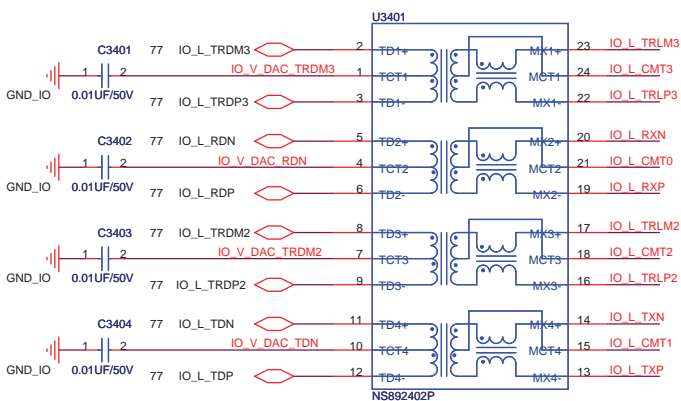 U3401
C3401 77 IO_L_TRDM3 2 TD1+ MX1+ 23 IO_L_TRLM3
1 2 IO_V_DAC_TRDM3 1 TCT1 MCT1 24 IO_L_CMT3
GND_IO 0.01UF/50V 77 IO_L_TRDP3 3 TD1- MX1- 22 IO_L_TRLP3
C3402 77 IO_L_RDN 5 TD2+ MX2+ 20 IO_L_RXN
1 2 IO_V_DAC_RDN 4 TCT2 MCT2 21 IO_L_CMT0
GND_IO 0.01UF/50V 77 IO_L_RDP 6 TD2- MX2- 19 IO_L_RXP
C3403 77 IO_L_TRDM2 8 TD3+ MX3+ 17 IO_L_TRLM2
1 2 IO_V_DAC_TRDM2 7 TCT3 MCT3 18 IO_L_CMT2
GND_IO 0.01UF/50V 77 IO_L_TRDP2 9 TD3- MX3- 16 IO_L_TRLP2
C3404 77 IO_L_TDN 11 TD4+ MX4+ 14 IO_L_TXN
1 2 IO_V_DAC_TDN 10 TCT4 MCT4 15 IO_L_CMT1
GND_IO 0.01UF/50V 77 IO_L_TDP 12 TD4- MX4- 13 IO_L_TXP
NS892402P